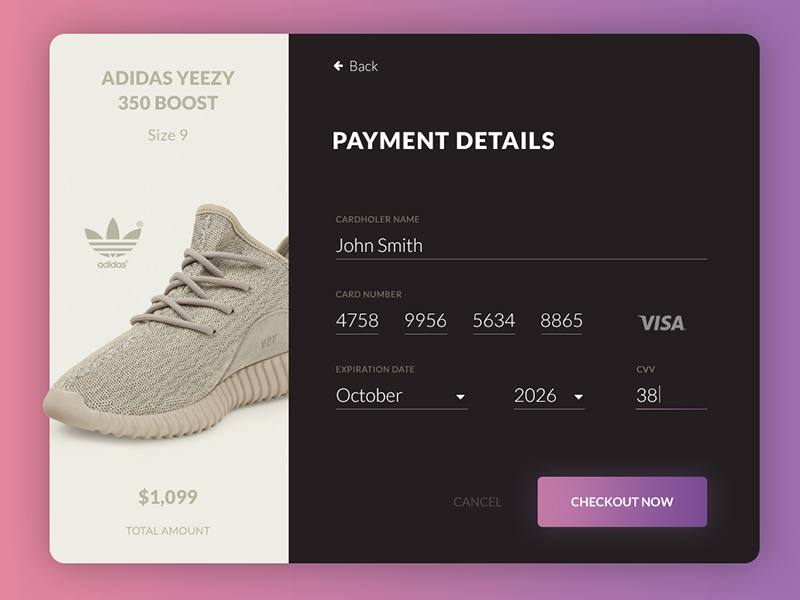 ADIDAS YEEZY
350 BOOST
Size 9
adidas®
YZY
$1,099
TOTAL AMOUNT
Back
PAYMENT DETAILS
CARDHOLER NAME
John Smith
CARD NUMBER
4758 9956 5634 8865 VISA
EXPIRATION DATE CVV
October 2026 38
CANCEL CHECKOUT NOW